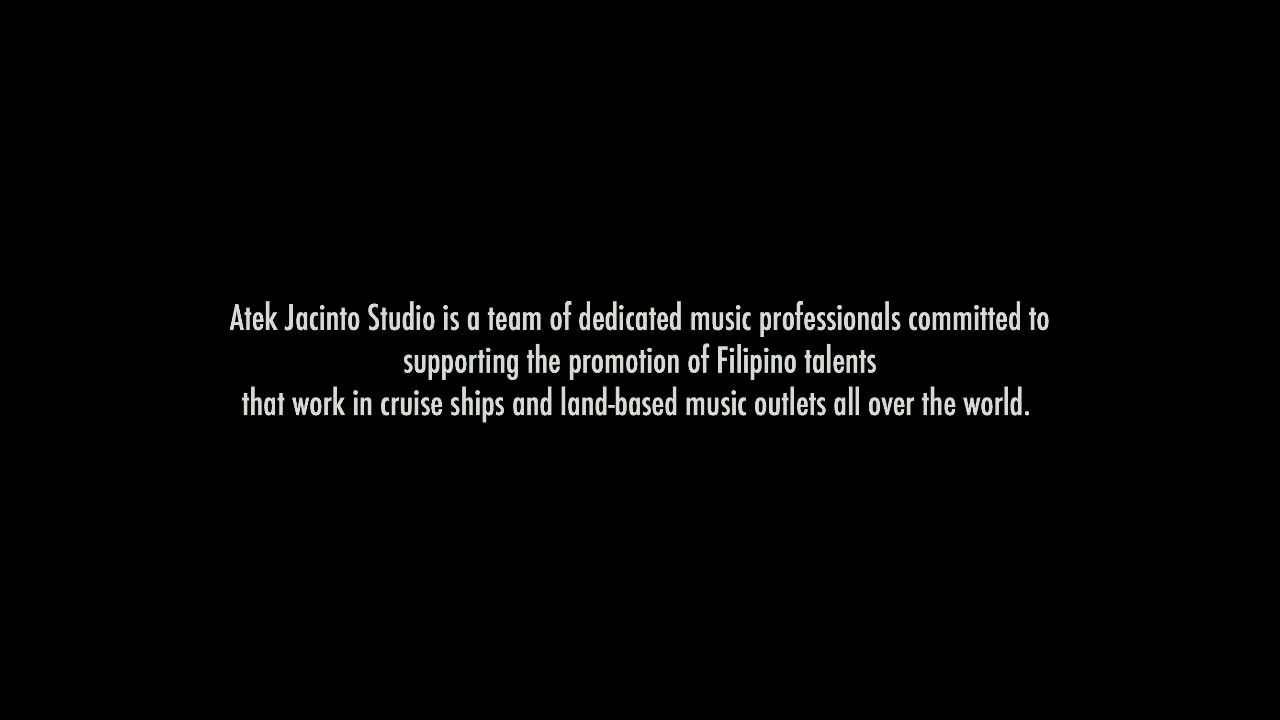 Atek Jacinto Studio is a team of dedicated music professionals committed to
supporting the promotion of Filipino talents
that work in cruise ships and land-based music outlets all over the world.